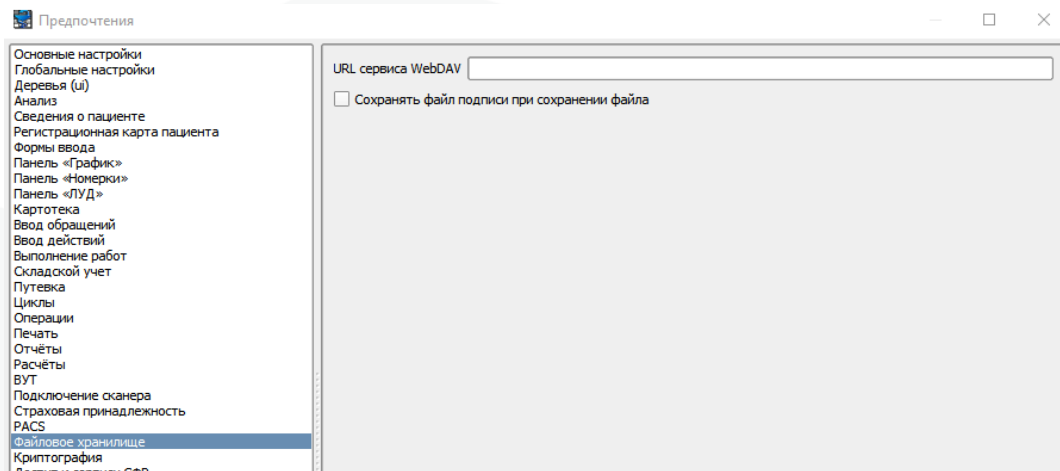 Предпочтения
Основные настройки
Глобальные настройки
Деревья (ui)
Анализ
Сведения о пациенте
Регистрационная карта пациента
Формы ввода
Панель «График»
Панель «Номерки»
Панель «ЛУД»
Картотека
Ввод обращений
Ввод действий
Выполнение работ
Складской учет
Путевка
Циклы
Операции
Печать
Отчёты
Расчёты
ВУТ
Подключение сканера
Страховая принадлежность
PACS
Файловое хранилище
Криптография
URL сервиса WebDAV
Сохранять файл подписи при сохранении файла